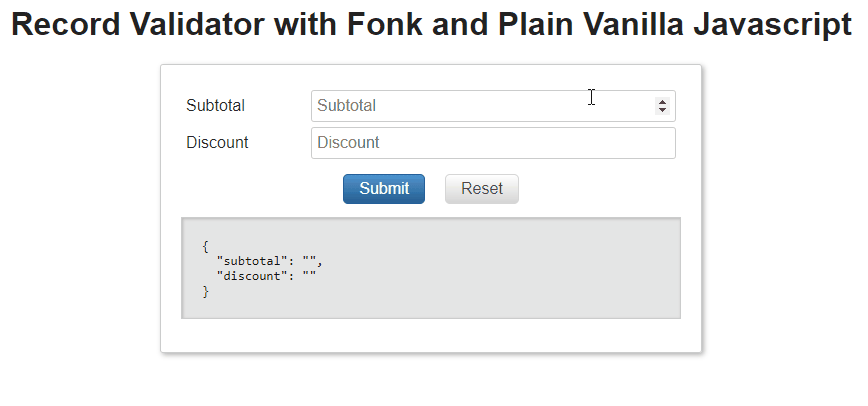 Record Validator with Fonk and Plain Vanilla Javascript
Subtotal Subtotal
Discount Discount
Submit Reset
{
  "subtotal": "",
  "discount": ""
}